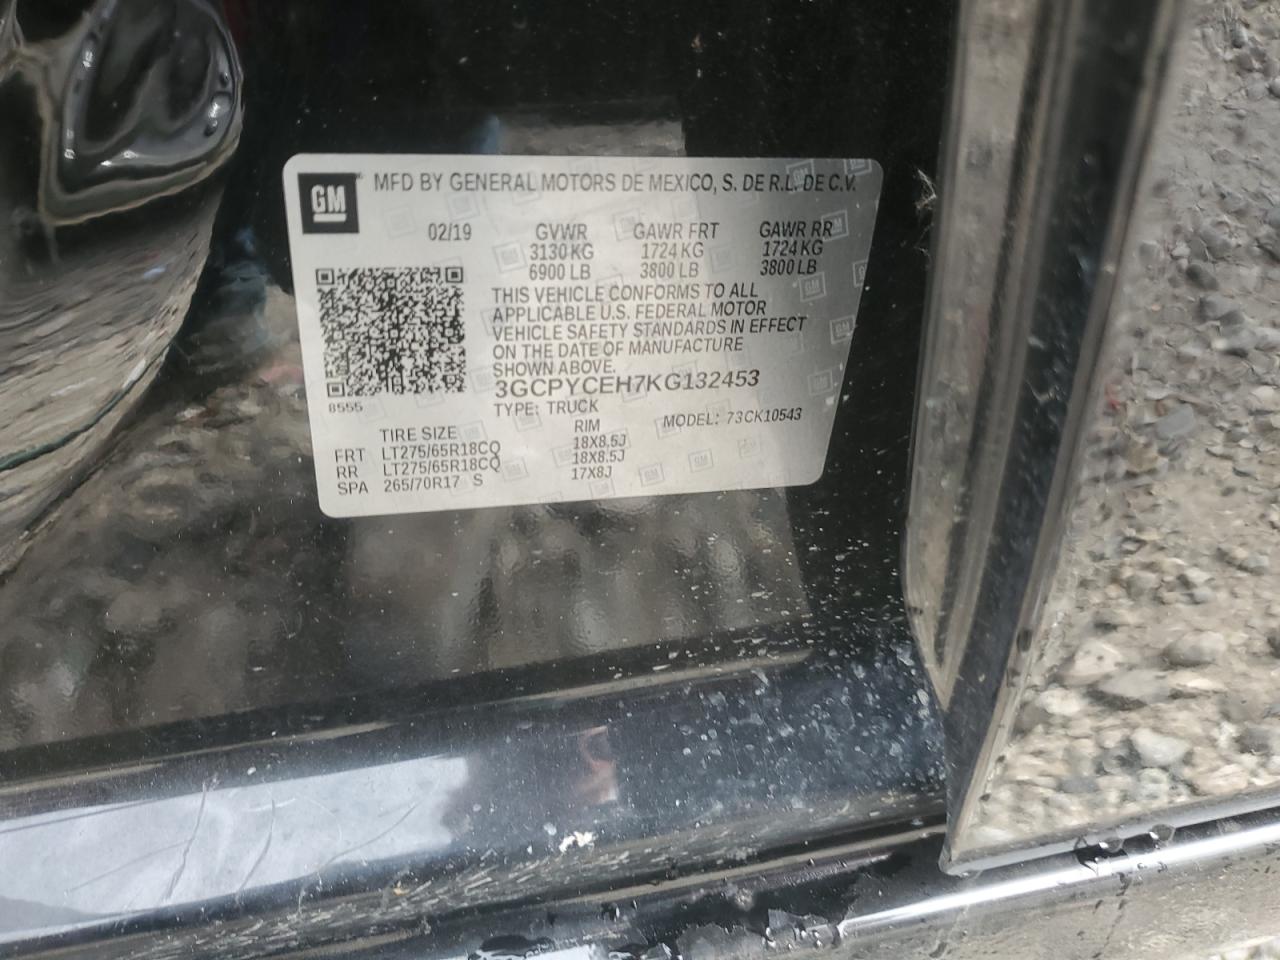 GM MFD BY GENERAL MOTORS DE MEXICO, S. DE R.L. DE C.V.
02/19 GVWR GAWR FRT GAWR RR
3130 KG 1724 KG 1724 KG
6900 LB 3800 LB 3800 LB
THIS VEHICLE CONFORMS TO ALL
APPLICABLE U.S. FEDERAL MOTOR
VEHICLE SAFETY STANDARDS IN EFFECT
ON THE DATE OF MANUFACTURE
SHOWN ABOVE.
3GCPYCEH7KG132453
8555 TYPE: TRUCK MODEL: 73CK10543
TIRE SIZE RIM
FRT LT275/65R18CQ 18X8.5J
RR LT275/65R18CQ 18X8.5J
SPA 265/70R17 S 17X8J